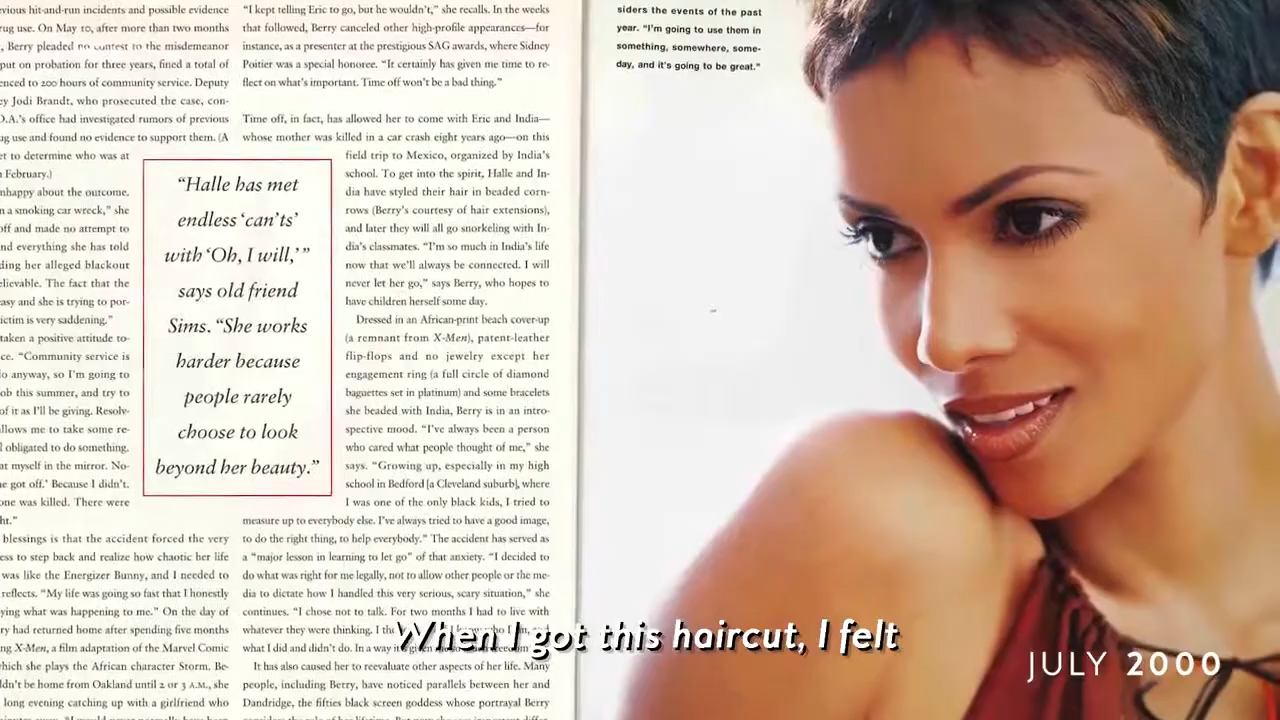 vious hit-and-run incidents and possible evidence
rug use. On May 10, after more than two months
, Berry pleaded no contest to the misdemeanor
put on probation for three years, fined a total of
enced to 200 hours of community service. Deputy
ey Jodi Brandt, who prosecuted the case, con-
D.A.'s office had investigated rumors of previous
ug use and found no evidence to support them. (A
et to determine who was at
February.)
nhappy about the outcome.
n a smoking car wreck," she
off and made no attempt to
nd everything she has told
ding her alleged blackout
elievable. The fact that the
easy and she is trying to por-
ictim is very saddening."
taken a positive attitude to-
ce. "Community service is
lo anyway, so I'm going to
ob this summer, and try to
of it as I'll be giving. Resolv-
allows me to take some re-
l obligated to do something.
at myself in the mirror. No-
e got off.' Because I didn't.
one was killed. There were
ht."
blessings is that the accident forced the very
ess to step back and realize how chaotic her life
was like the Energizer Bunny, and I needed to
reflects. "My life was going so fast that I honestly
ying what was happening to me." On the day of
ry had returned home after spending five months
ng X-Men, a film adaptation of the Marvel Comic
hich she plays the African character Storm. Be-
ldn't be home from Oakland until 2 or 3 A.M., she
long evening catching up with a girlfriend who
"Halle has met
endless 'can'ts'
with 'Oh, I will,'"
says old friend
Sims. "She works
harder because
people rarely
choose to look
beyond her beauty."
"I kept telling Eric to go, but he wouldn't," she recalls. In the weeks
that followed, Berry canceled other high-profile appearances—for
instance, as a presenter at the prestigious SAG awards, where Sidney
Poitier was a special honoree. "It certainly has given me time to re-
flect on what's important. Time off won't be a bad thing."
Time off, in fact, has allowed her to come with Eric and India—
whose mother was killed in a car crash eight years ago—on this
field trip to Mexico, organized by India's
school. To get into the spirit, Halle and In-
dia have styled their hair in beaded corn-
rows (Berry's courtesy of hair extensions),
and later they will all go snorkeling with In-
dia's classmates. "I'm so much in India's life
now that we'll always be connected. I will
never let her go," says Berry, who hopes to
have children herself some day.
Dressed in an African-print beach cover-up
(a remnant from X-Men), patent-leather
flip-flops and no jewelry except her
engagement ring (a full circle of diamond
baguettes set in platinum) and some bracelets
she beaded with India, Berry is in an intro-
spective mood. "I've always been a person
who cared what people thought of me," she
says. "Growing up, especially in my high
school in Bedford [a Cleveland suburb], where
I was one of the only black kids, I tried to
measure up to everybody else. I've always tried to have a good image,
to do the right thing, to help everybody." The accident has served as
a "major lesson in learning to let go" of that anxiety. "I decided to
do what was right for me legally, not to allow other people or the me-
dia to dictate how I handled this very serious, scary situation," she
continues. "I chose not to talk. For two months I had to live with
whatever they were thinking. I
what I did and didn't do. In a way it
It has also caused her to reevaluate other aspects of her life. Many
people, including Berry, have noticed parallels between her and
Dandridge, the fifties black screen goddess whose portrayal Berry
siders the events of the past
year. "I'm going to use them in
something, somewhere, some-
day, and it's going to be great."
When I got this haircut, I felt
JULY 2000